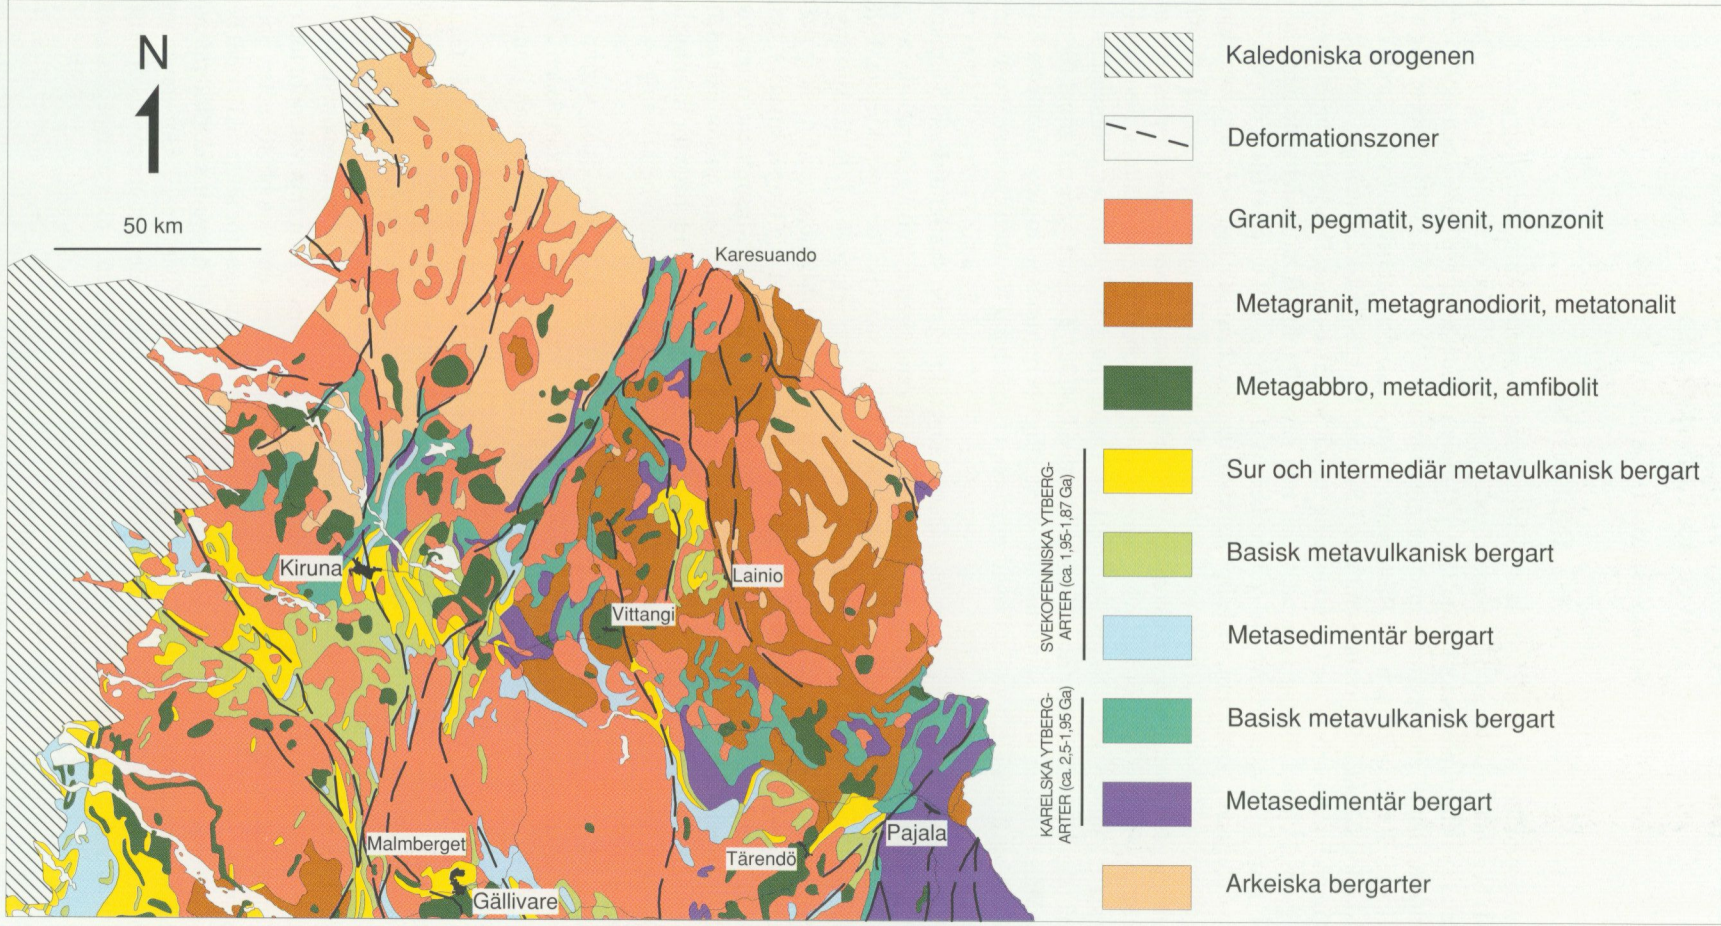 N
50 km
Karesuando
Kiruna
Lainio
Vittangi
Malmberget
Pajala
Tärendö
Gällivare
Kaledoniska orogenen
Deformationszoner
Granit, pegmatit, syenit, monzonit
Metagranit, metagranodiorit, metatonalit
Metagabbro, metadiorit, amfibolit
SVEKOFENNISKA YTBERG-
ARTER (ca. 1,95-1,87 Ga)
Sur och intermediär metavulkanisk bergart
Basisk metavulkanisk bergart
Metasedimentär bergart
KARELSKA YTBERG-
ARTER (ca. 2,5-1,95 Ga)
Basisk metavulkanisk bergart
Metasedimentär bergart
Arkeiska bergarter